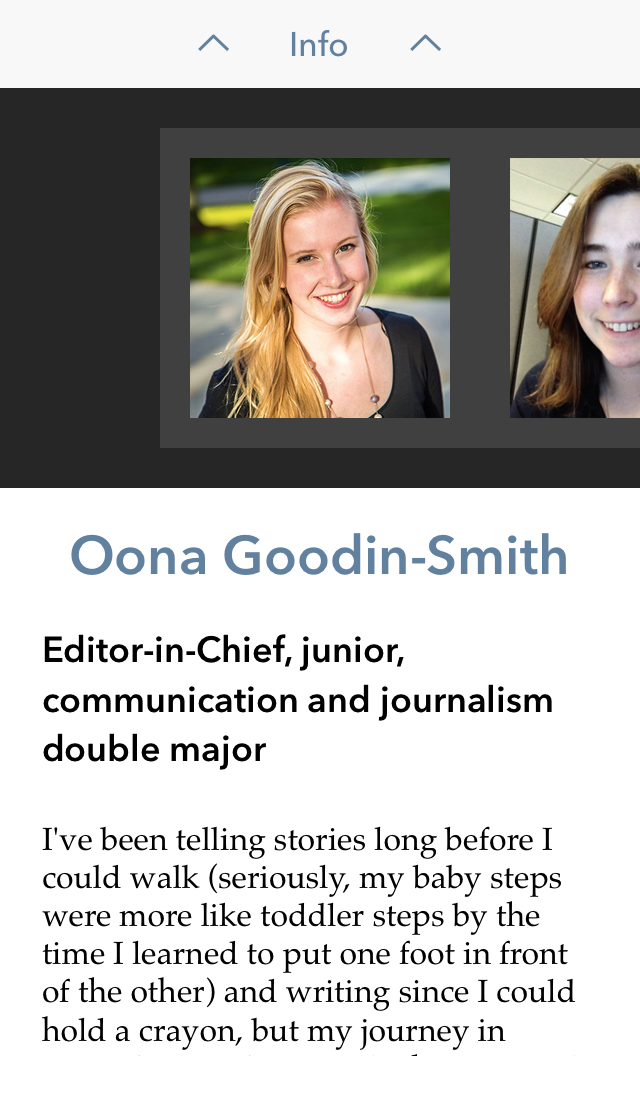 Info
Oona Goodin-Smith
Editor-in-Chief, junior,
communication and journalism
double major
I've been telling stories long before I
could walk (seriously, my baby steps
were more like toddler steps by the
time I learned to put one foot in front
of the other) and writing since I could
hold a crayon, but my journey in